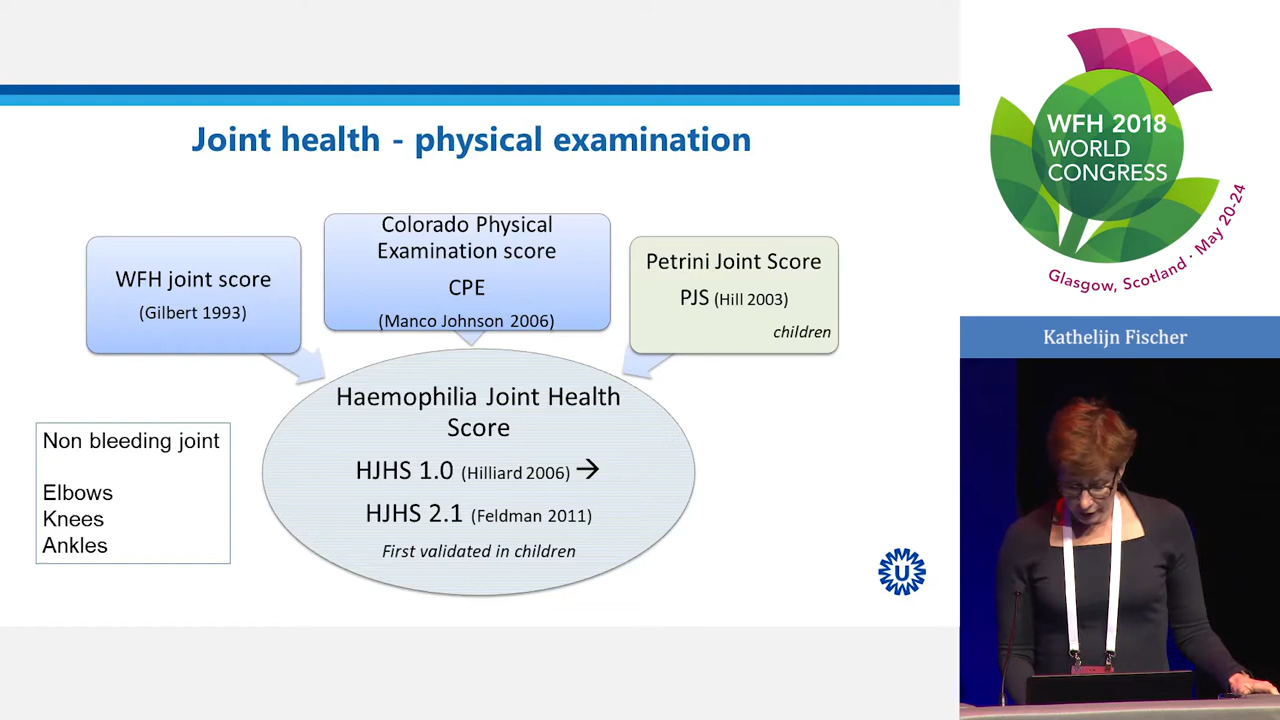 Joint health - physical examination
WFH joint score
(Gilbert 1993)
Colorado Physical
Examination score
CPE
(Manco Johnson 2006)
Petrini Joint Score
PJS (Hill 2003)
children
Haemophilia Joint Health
Score
HJHS 1.0 (Hilliard 2006) →
HJHS 2.1 (Feldman 2011)
First validated in children
Non bleeding joint
Elbows
Knees
Ankles
U
WFH 2018
WORLD
CONGRESS
Glasgow, Scotland · May 20-24
Kathelijn Fischer